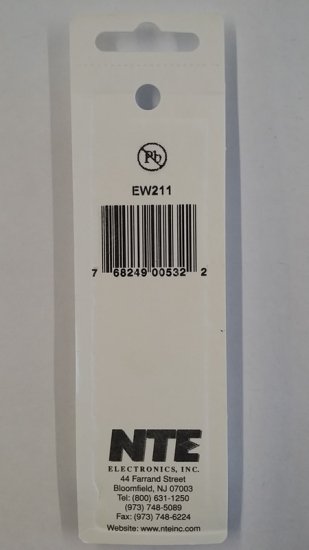 Pb
EW211
7 68249 00532 2
NTE
ELECTRONICS, INC.
44 Farrand Street
Bloomfield, NJ 07003
Tel: (800) 631-1250
(973) 748-5089
Fax: (973) 748-6224
Website: www.nteinc.com